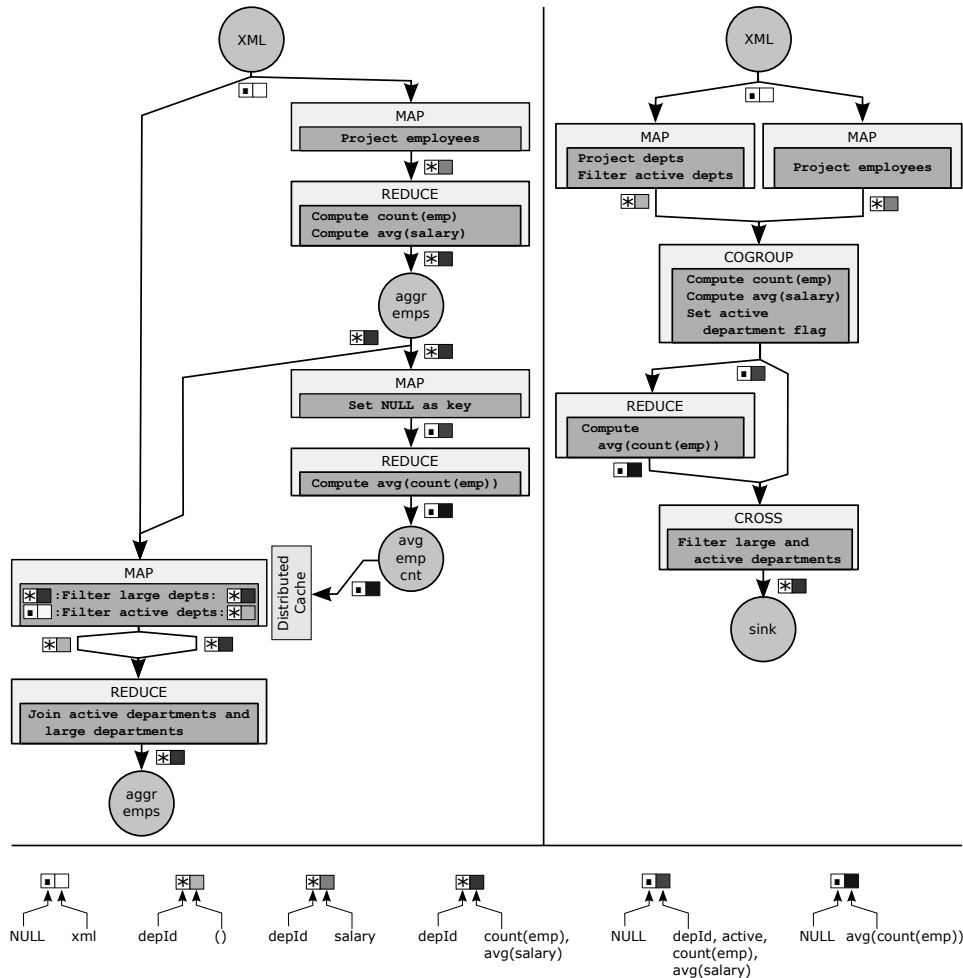 XML
MAP
Project employees
REDUCE
Compute count(emp)
Compute avg(salary)
aggr
emps
MAP
Set NULL as key
REDUCE
Compute avg(count(emp))
avg
emp
cnt
Distributed
Cache
MAP
:Filter large depts:
:Filter active depts:
REDUCE
Join active departments and
large departments
aggr
emps
XML
MAP
Project depts
Filter active depts
MAP
Project employees
COGROUP
Compute count(emp)
Compute avg(salary)
Set active
department flag
REDUCE
Compute
avg(count(emp))
CROSS
Filter large and
active departments
sink
NULL xml
depId ()
depId salary
depId count(emp),
avg(salary)
NULL depId, active,
count(emp),
avg(salary)
NULL avg(count(emp))